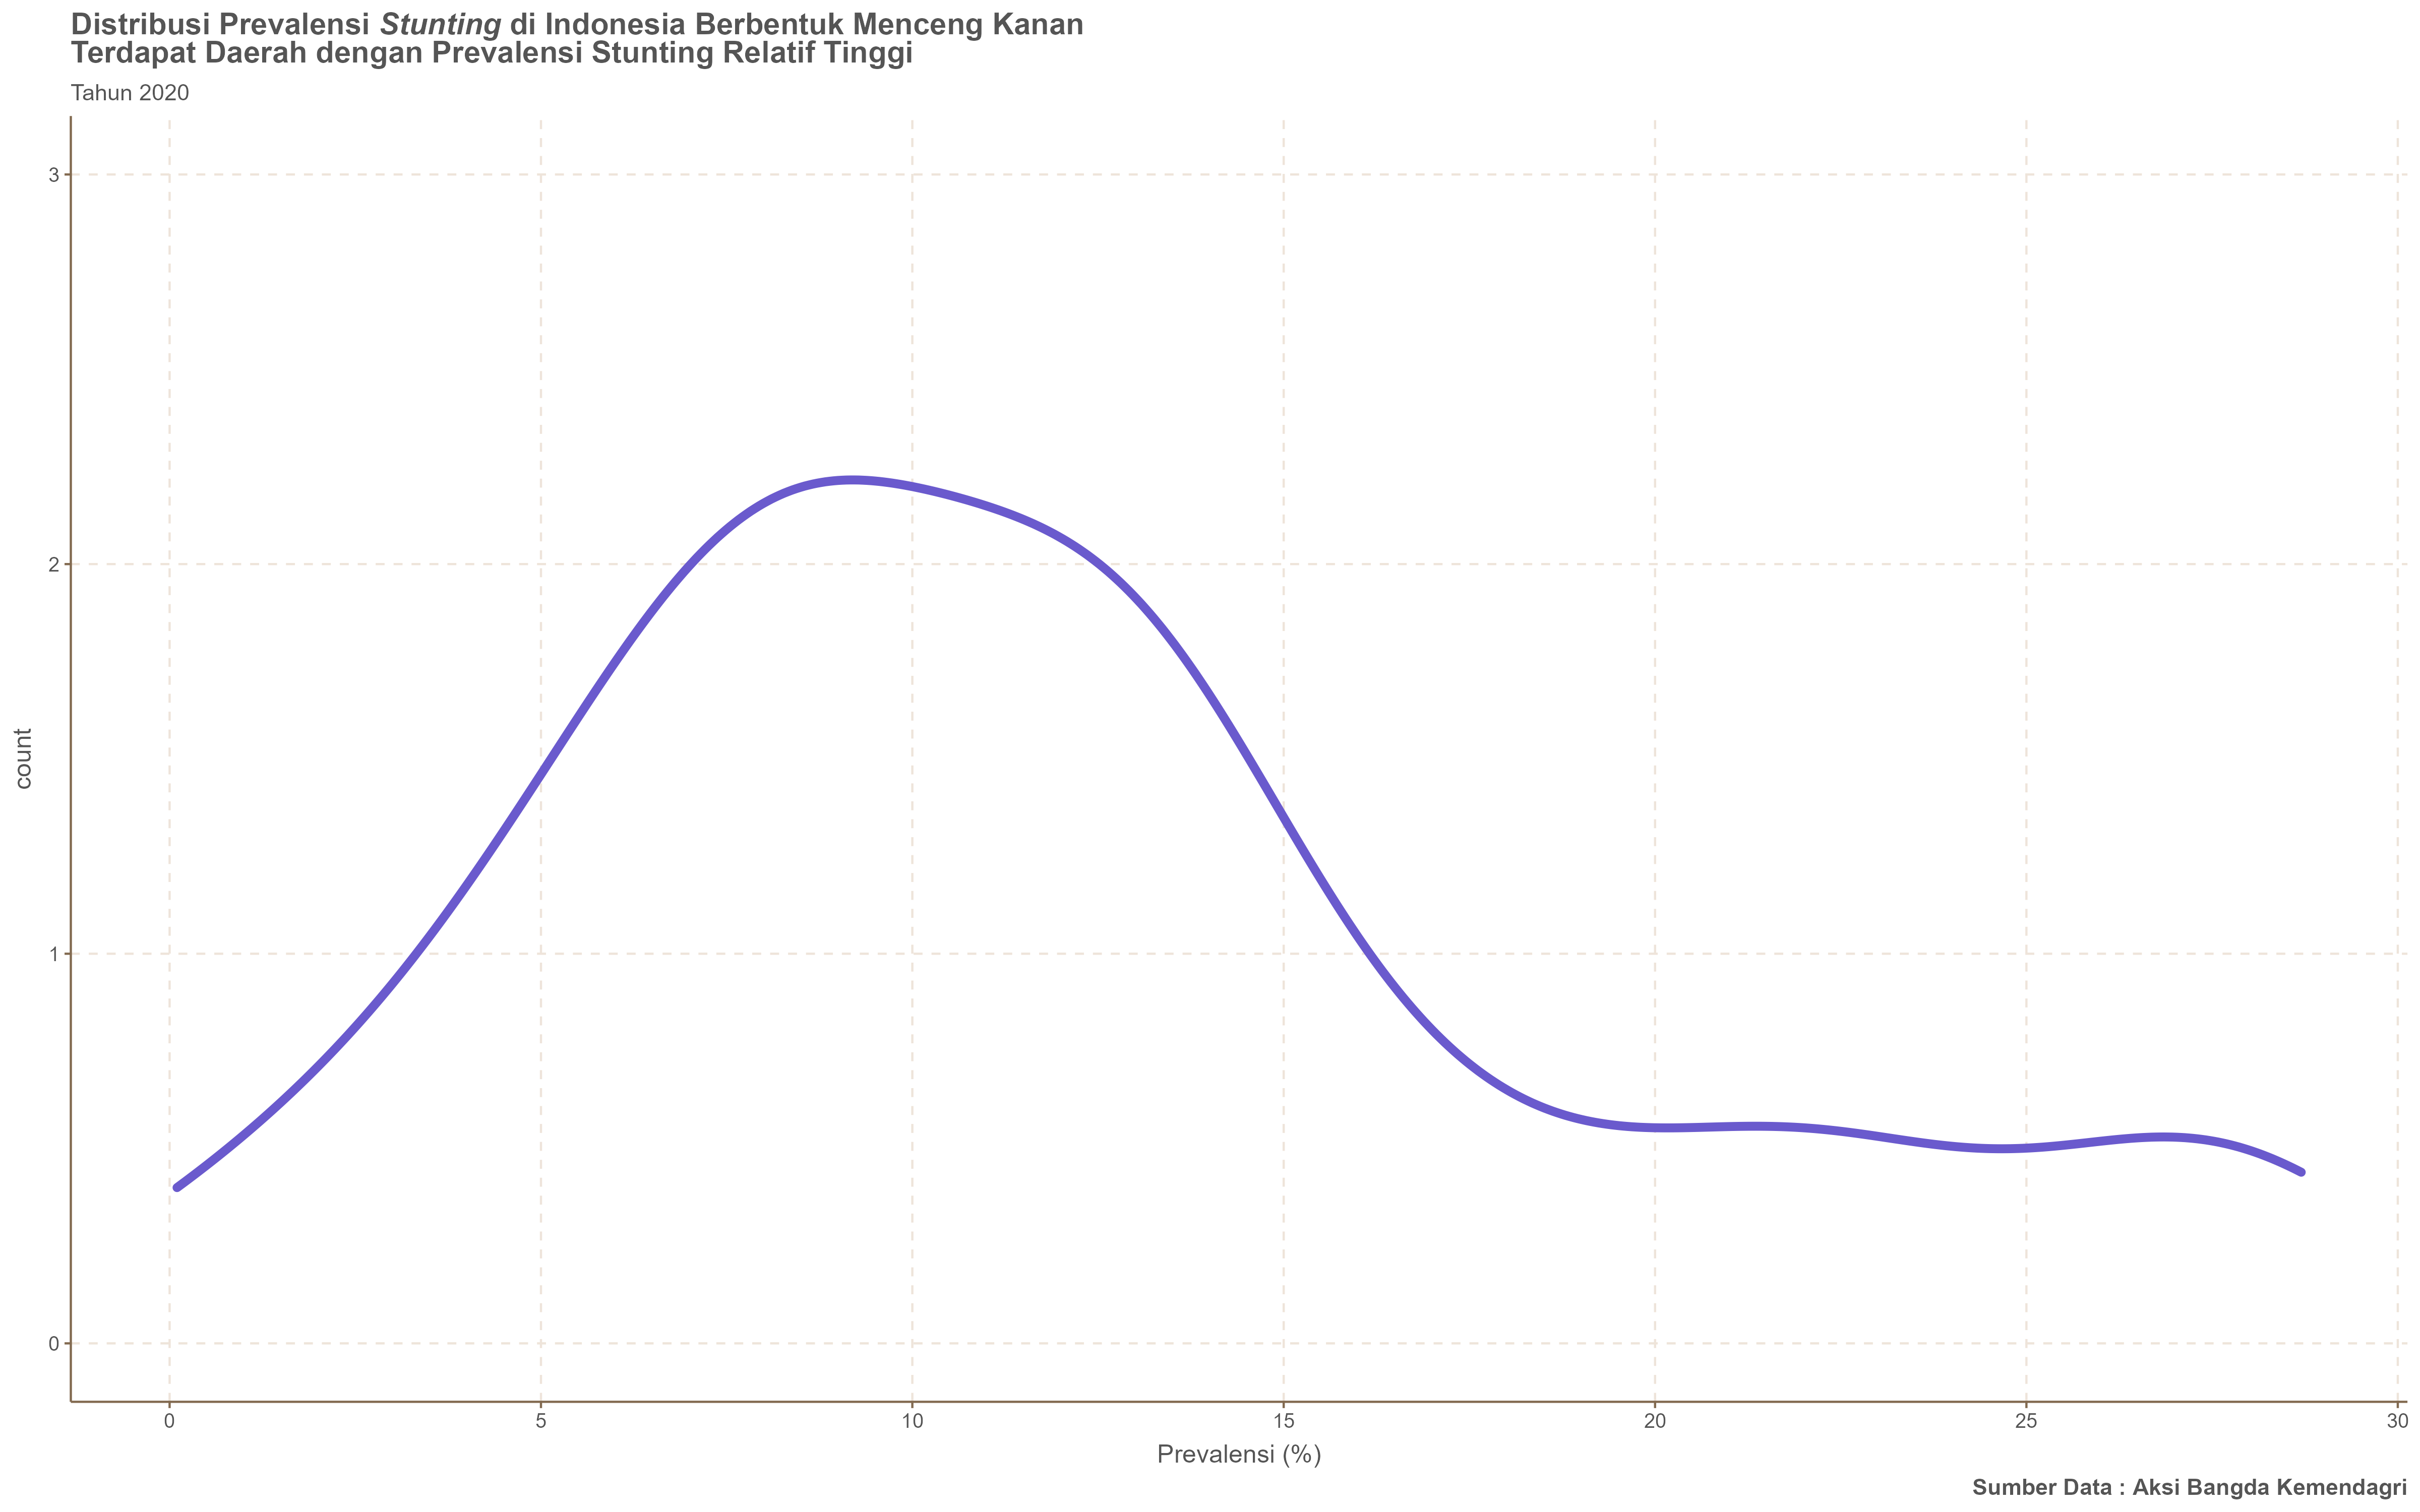 Distribusi Prevalensi Stunting di Indonesia Berbentuk Menceng Kanan
Terdapat Daerah dengan Prevalensi Stunting Relatif Tinggi
Tahun 2020
3
2
1
0
count
0 5 10 15 20 25 30
Prevalensi (%)
Sumber Data : Aksi Bangda Kemendagri